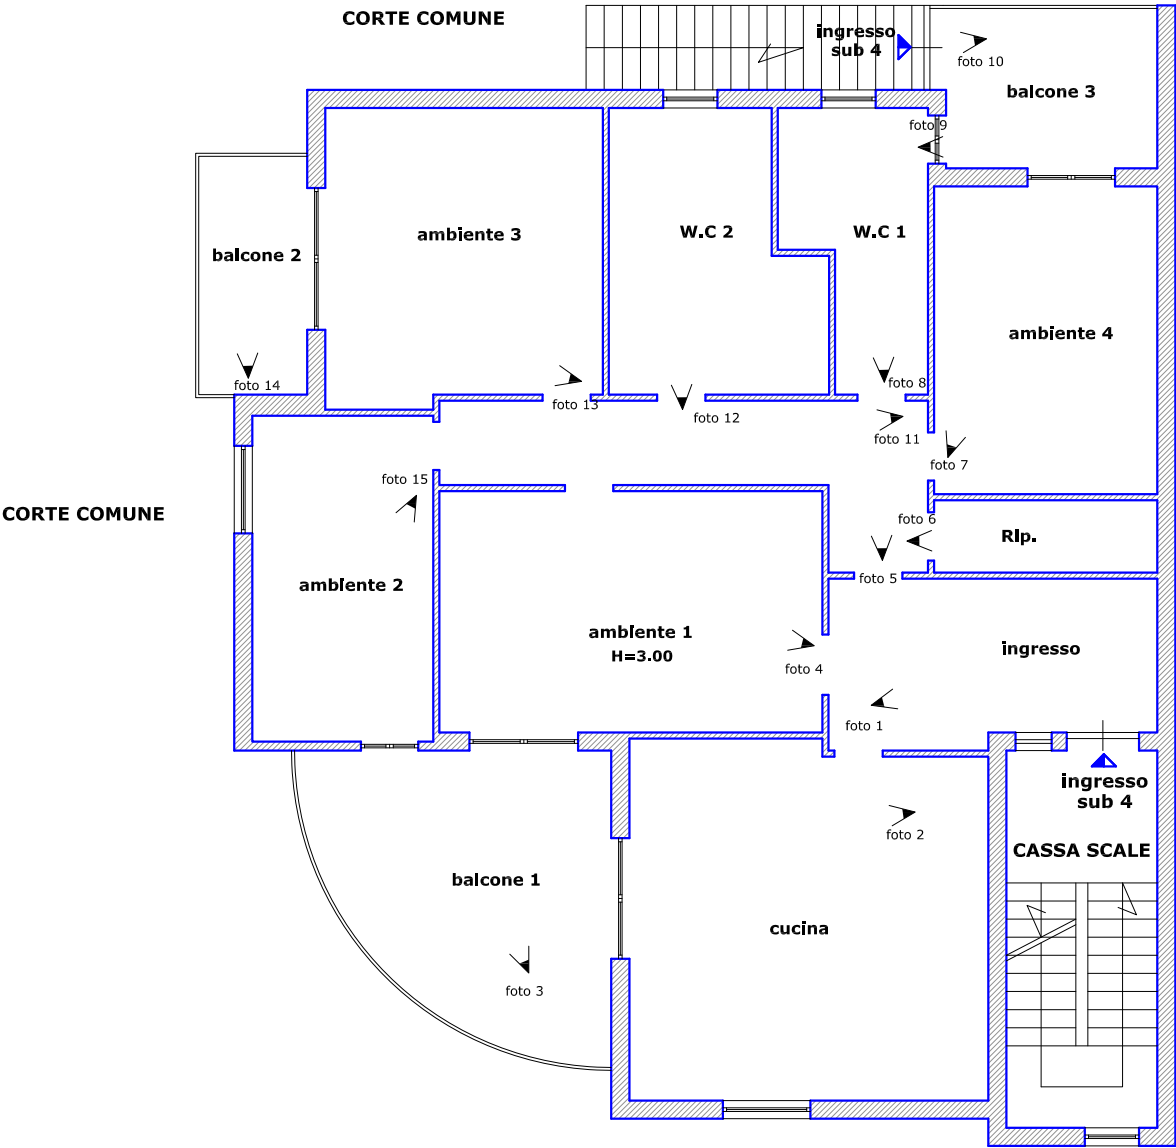 CORTE COMUNE
ingresso
sub 4
foto 10
balcone 3
foto 9
ambiente 3
W.C 2
W.C 1
balcone 2
ambiente 4
foto 14
foto 13
foto 12
foto 8
foto 11
foto 7
foto 15
CORTE COMUNE
foto 6
Rip.
foto 5
ambiente 2
ambiente 1
H=3.00
ingresso
foto 4
foto 1
ingresso
sub 4
foto 2
CASSA SCALE
balcone 1
cucina
foto 3